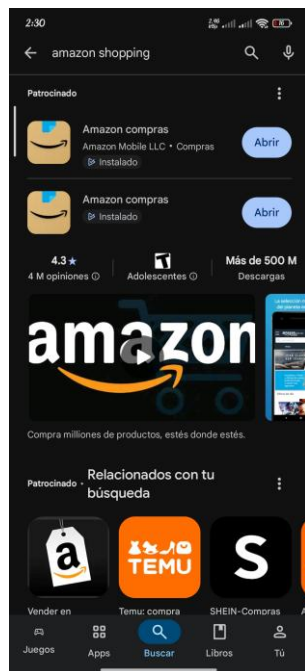 2:30
amazon shopping
Patrocinado
Amazon compras
Amazon Mobile LLC • Compras
Instalado
Abrir
Amazon compras
Instalado
Abrir
4.3★
4 M opiniones
T
Adolescentes
Más de 500 M
Descargas
amazon
Compra millones de productos, estés donde estés.
Patrocinado •
Relacionados con tu
búsqueda
a
TEMU
S
Vender en
Temu: compra
SHEIN-Compras
Juegos
Apps
Buscar
Libros
Tú